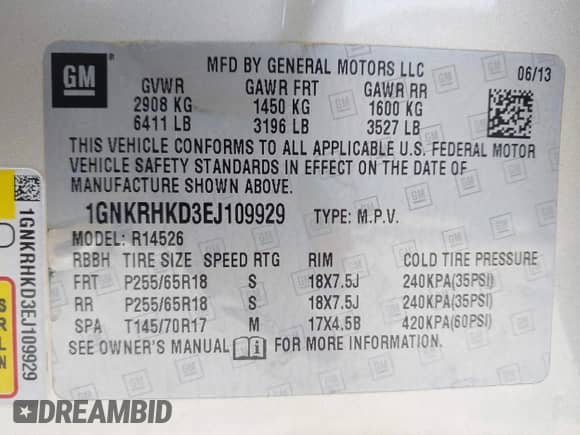 GM
MFD BY GENERAL MOTORS LLC
06/13
GVWR GAWR FRT GAWR RR
2908 KG 1450 KG 1600 KG
6411 LB 3196 LB 3527 LB
THIS VEHICLE CONFORMS TO ALL APPLICABLE U.S. FEDERAL MOTOR
VEHICLE SAFETY STANDARDS IN EFFECT ON THE DATE OF
MANUFACTURE SHOWN ABOVE.
1GNKRHKD3EJ109929 TYPE: M.P.V.
MODEL: R14526
RBBH TIRE SIZE SPEED RTG RIM COLD TIRE PRESSURE
FRT P255/65R18 S 18X7.5J 240KPA(35PSI)
RR P255/65R18 S 18X7.5J 240KPA(35PSI)
SPA T145/70R17 M 17X4.5B 420KPA(60PSI)
SEE OWNER'S MANUAL FOR MORE INFORMATION.
1GNKRHKD3EJ109929
S
R
L
N
DREAMBID